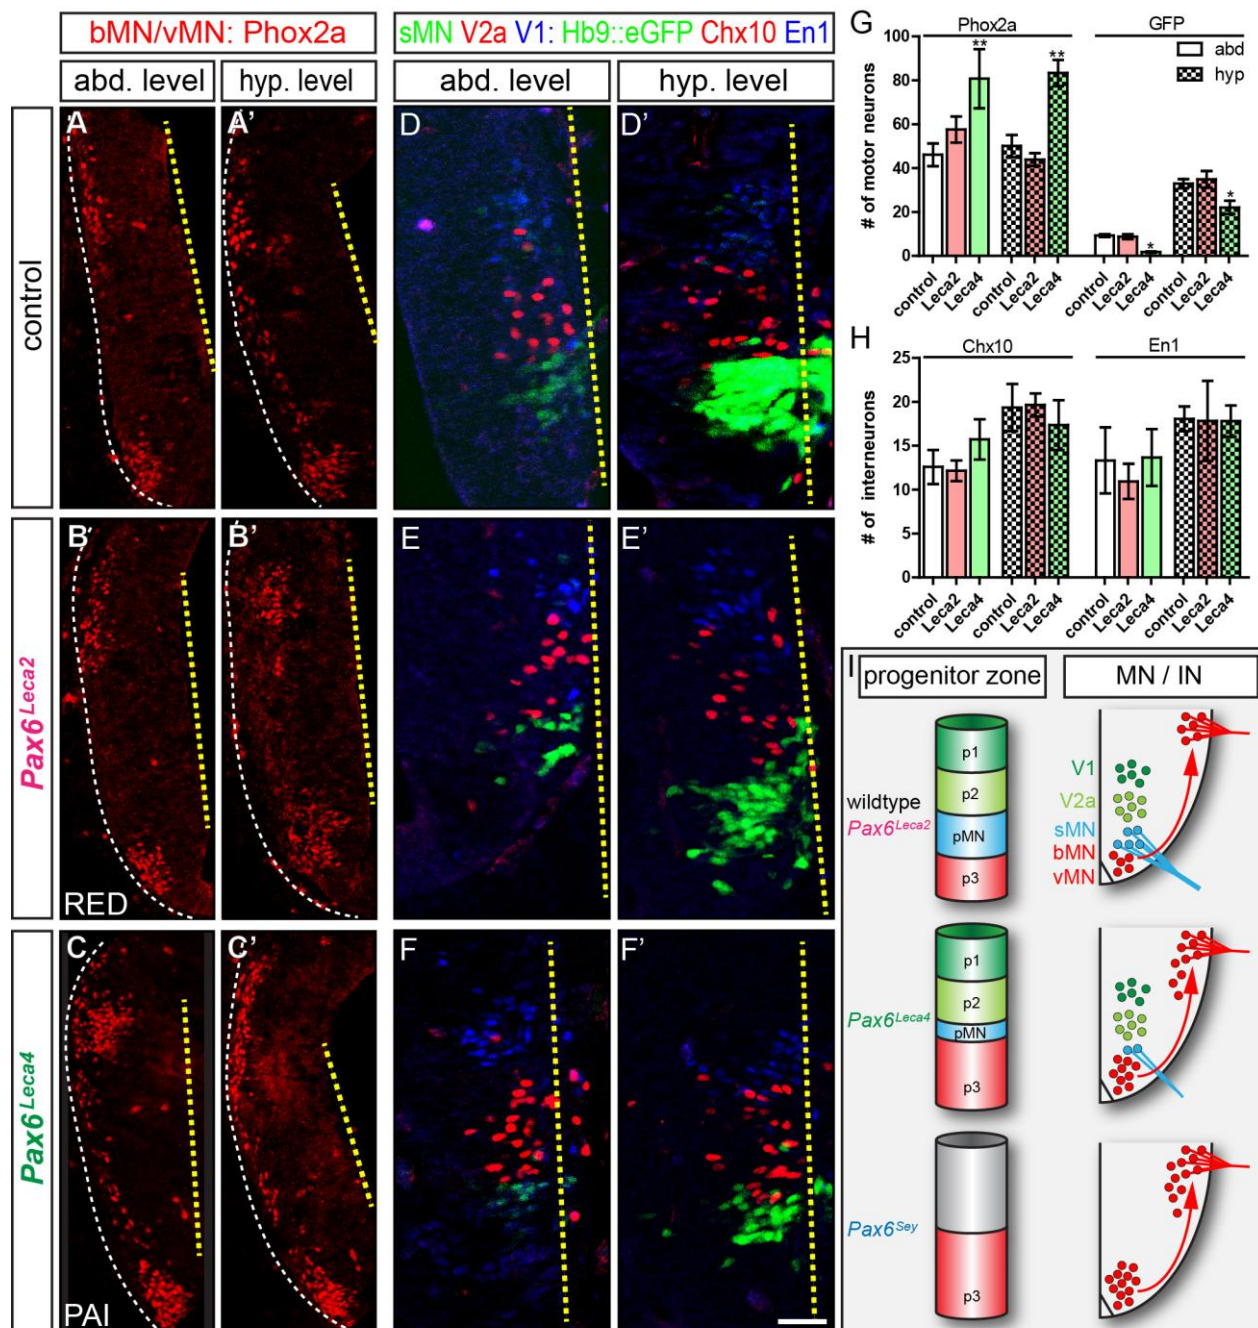 bMN/vMN: Phox2a
sMN V2a V1: Hb9::eGFP Chx10 En1
abd. level
hyp. level
abd. level
hyp. level
control
A
A'
D
D'
Pax6Leca2
B
B'
E
E'
RED
Pax6Leca4
C
C'
F
F'
PAI
G
Phox2a
GFP
abd
hyp
# of motor neurons
100
80
60
40
20
0
**
**
*
*
control
Leca2
Leca4
control
Leca2
Leca4
control
Leca2
Leca4
control
Leca2
Leca4
H
Chx10
En1
# of interneurons
25
20
15
10
5
0
control
Leca2
Leca4
control
Leca2
Leca4
control
Leca2
Leca4
control
Leca2
Leca4
I
progenitor zone
MN / IN
wildtype
Pax6Leca2
p1
p2
pMN
p3
V1
V2a
sMN
bMN
vMN
Pax6Leca4
p1
p2
pMN
p3
Pax6Sey
p3